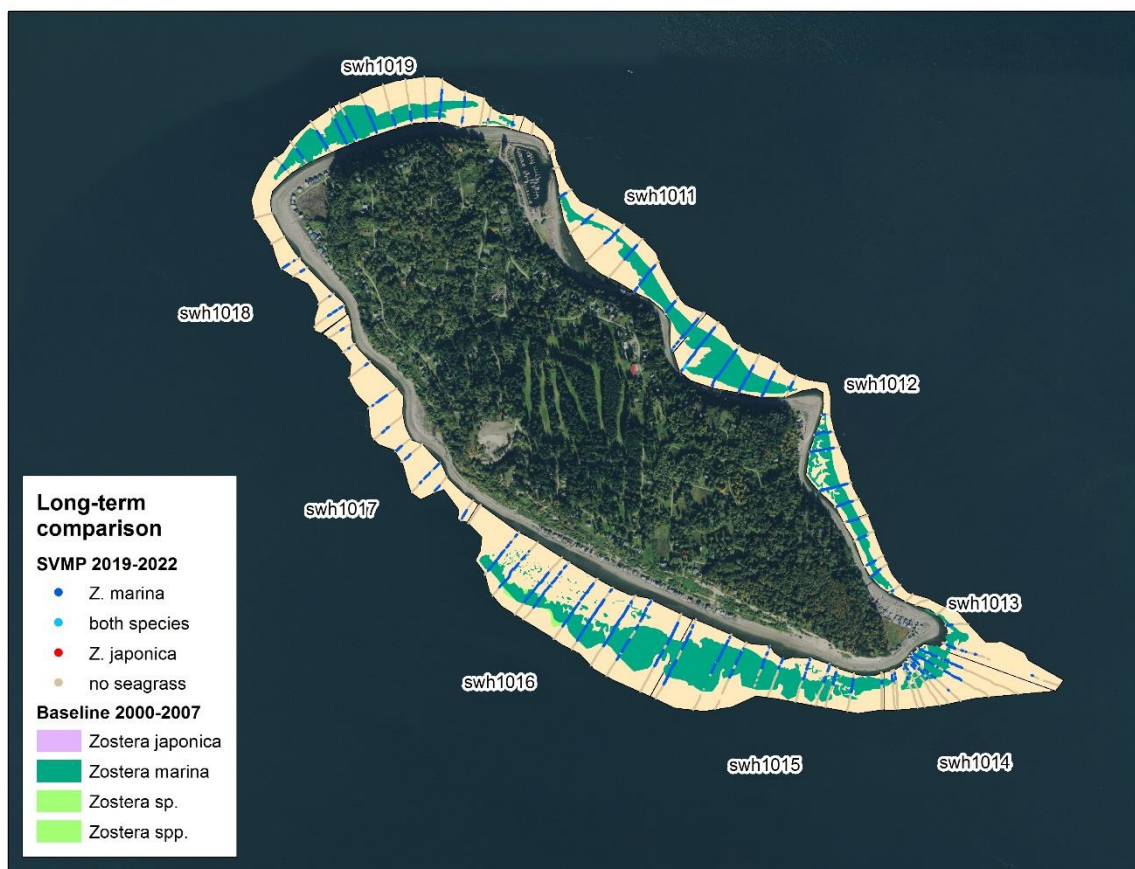 swh1019
swh1011
swh1018
swh1012
swh1017
swh1013
swh1016
swh1015
swh1014
Long-term
comparison
SVMP 2019-2022
Z. marina
both species
Z. japonica
no seagrass
Baseline 2000-2007
Zostera japonica
Zostera marina
Zostera sp.
Zostera spp.